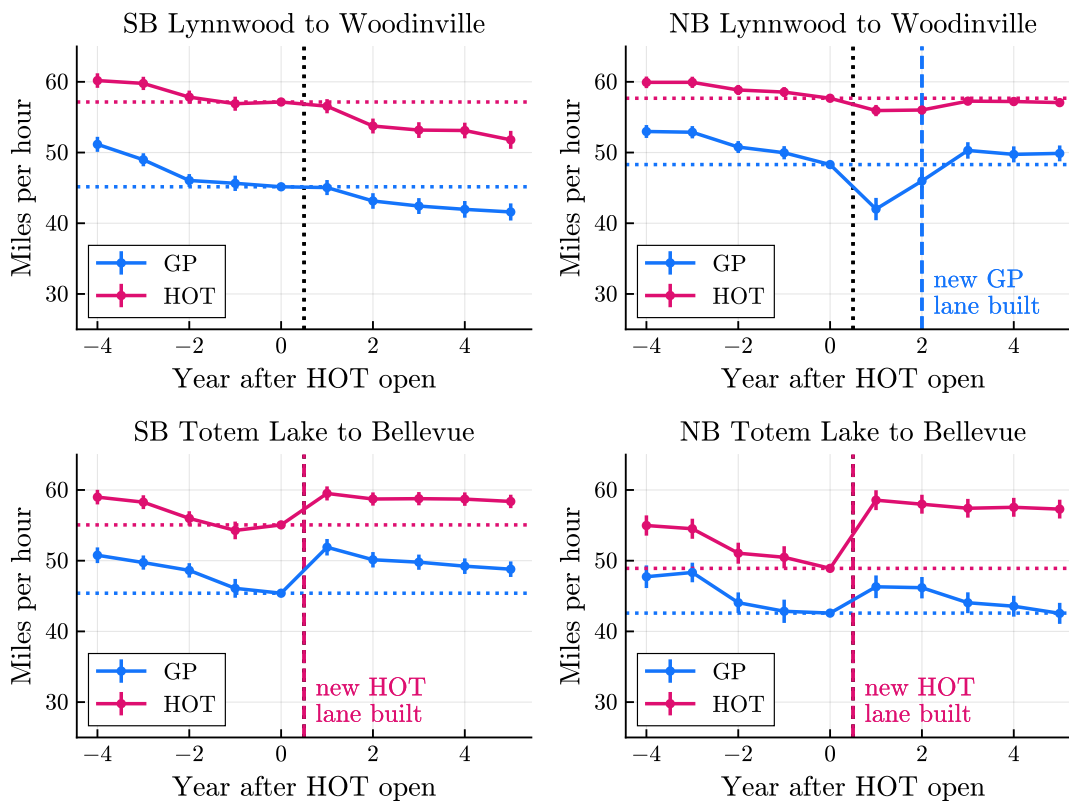 SB Lynnwood to Woodinville
Miles per hour
60
50
40
30
GP
HOT
−4
−2
0
2
4
Year after HOT open
NB Lynnwood to Woodinville
Miles per hour
60
50
40
30
GP
HOT
new GP
lane built
−4
−2
0
2
4
Year after HOT open
SB Totem Lake to Bellevue
Miles per hour
60
50
40
30
GP
HOT
new HOT
lane built
−4
−2
0
2
4
Year after HOT open
NB Totem Lake to Bellevue
Miles per hour
60
50
40
30
GP
HOT
new HOT
lane built
−4
−2
0
2
4
Year after HOT open